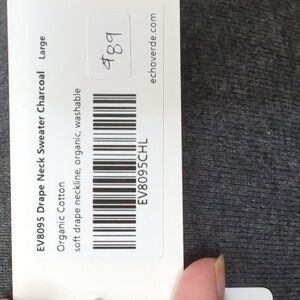 EV8095 Drape Neck Sweater Charcoal Large
Organic Cotton
soft drape neckline, organic, washable
EV8095CHL
$89
echoverde.com